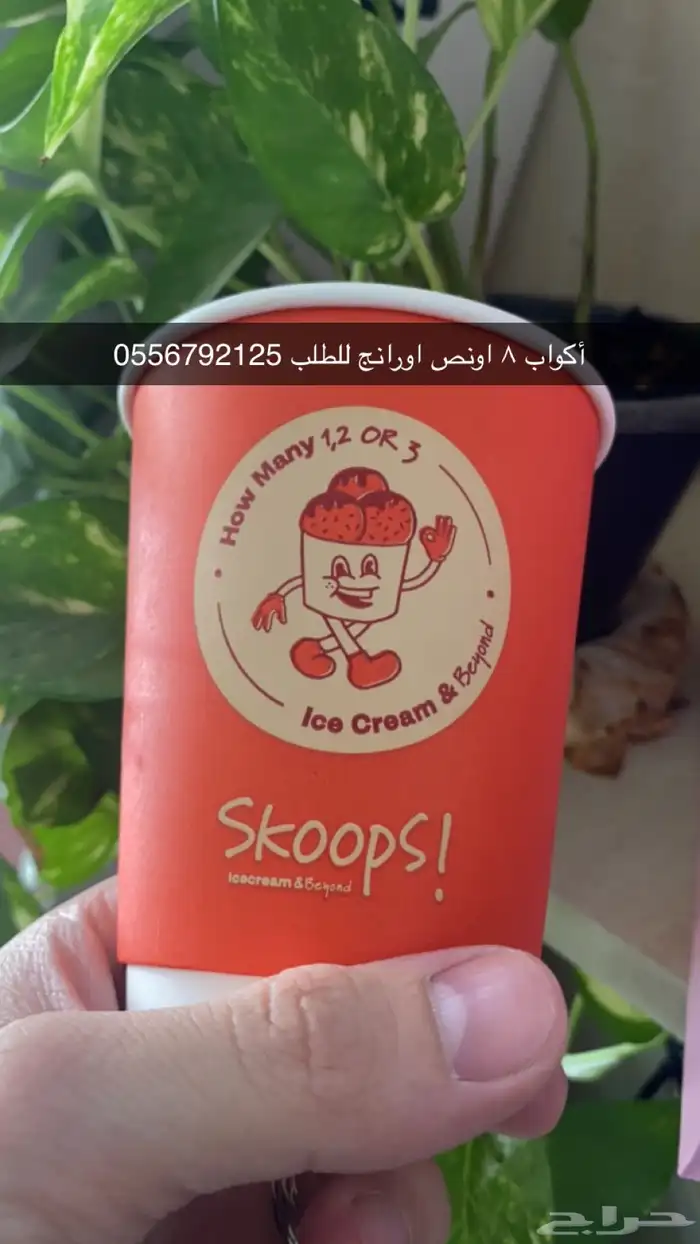 أكواب ٨ اونص اورانج للطلب 0556792125
How Many 1,2 OR 3
Ice Cream & Beyond
Skoops!
Icecream & Beyond
حراج